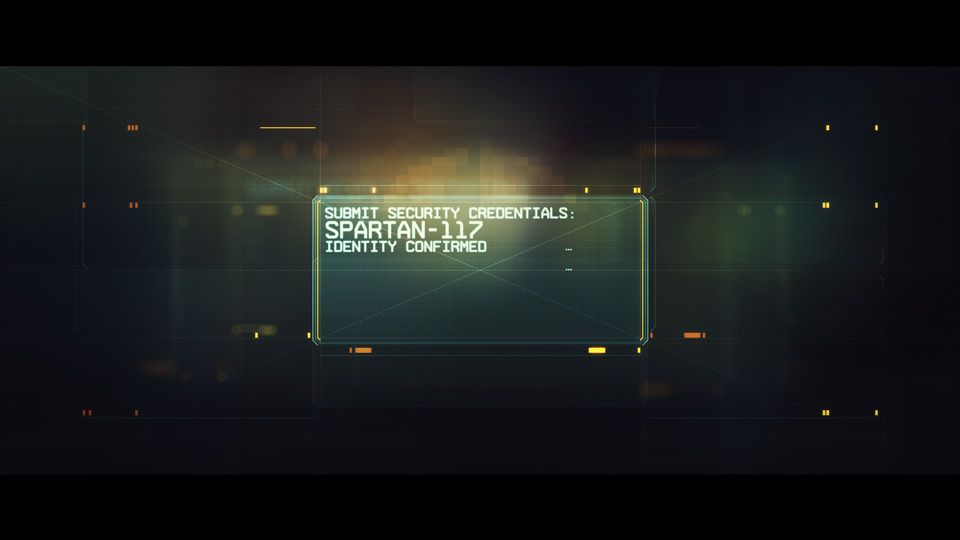 SUBMIT SECURITY CREDENTIALS:
SPARTAN-117
IDENTITY CONFIRMED
...
...